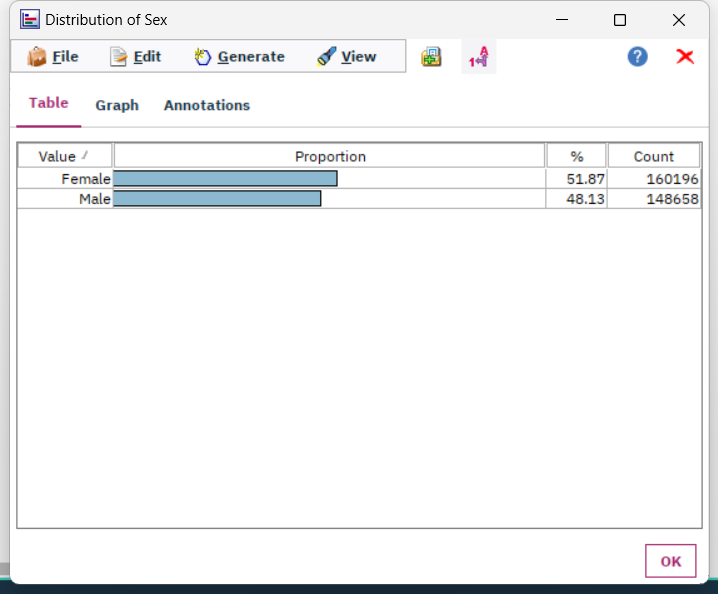 Distribution of Sex
File Edit Generate View
Table Graph Annotations
Value Proportion % Count
Female 51.87 160196
Male 48.13 148658
OK